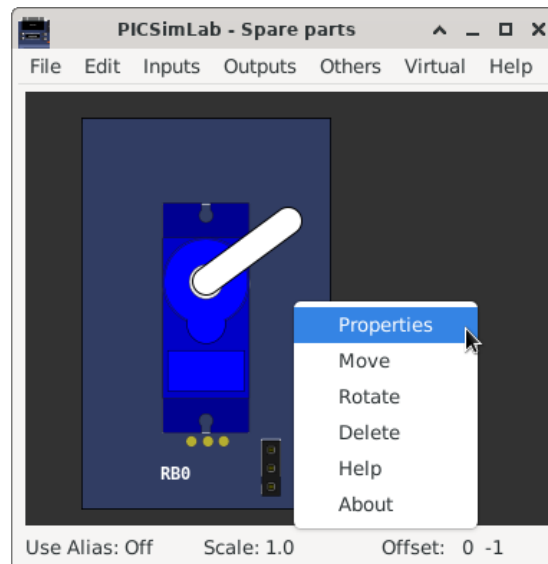 PICSimLab - Spare parts
File Edit Inputs Outputs Others Virtual Help
Properties
Move
Rotate
Delete
Help
About
RB0
Use Alias: Off Scale: 1.0 Offset: 0 -1